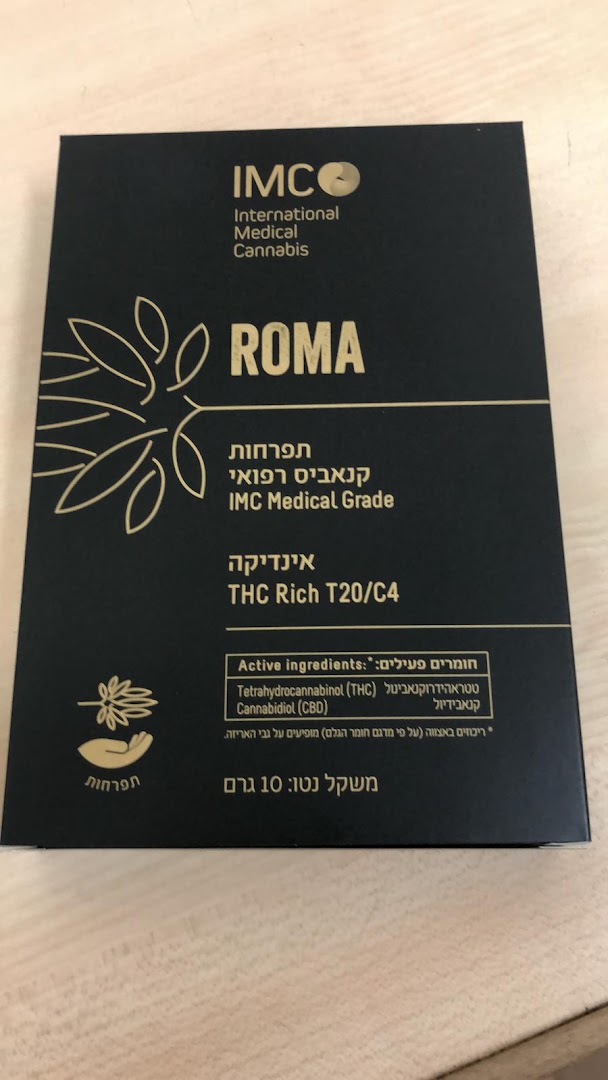 IMC
International
Medical
Cannabis
ROMA
תפרחות
קנאביס רפואי
IMC Medical Grade
אינדיקה
THC Rich T20/C4
Active ingredients:* חומרים פעילים:
Tetrahydrocannabinol (THC) טטראהידרוקנאבינול
Cannabidiol (CBD) קנאבידיול
* ריכוזים באצווה (על פי מדגם חומר הגלם) מופיעים על גבי האריזה.
משקל נטו: 10 גרם
תפרחות